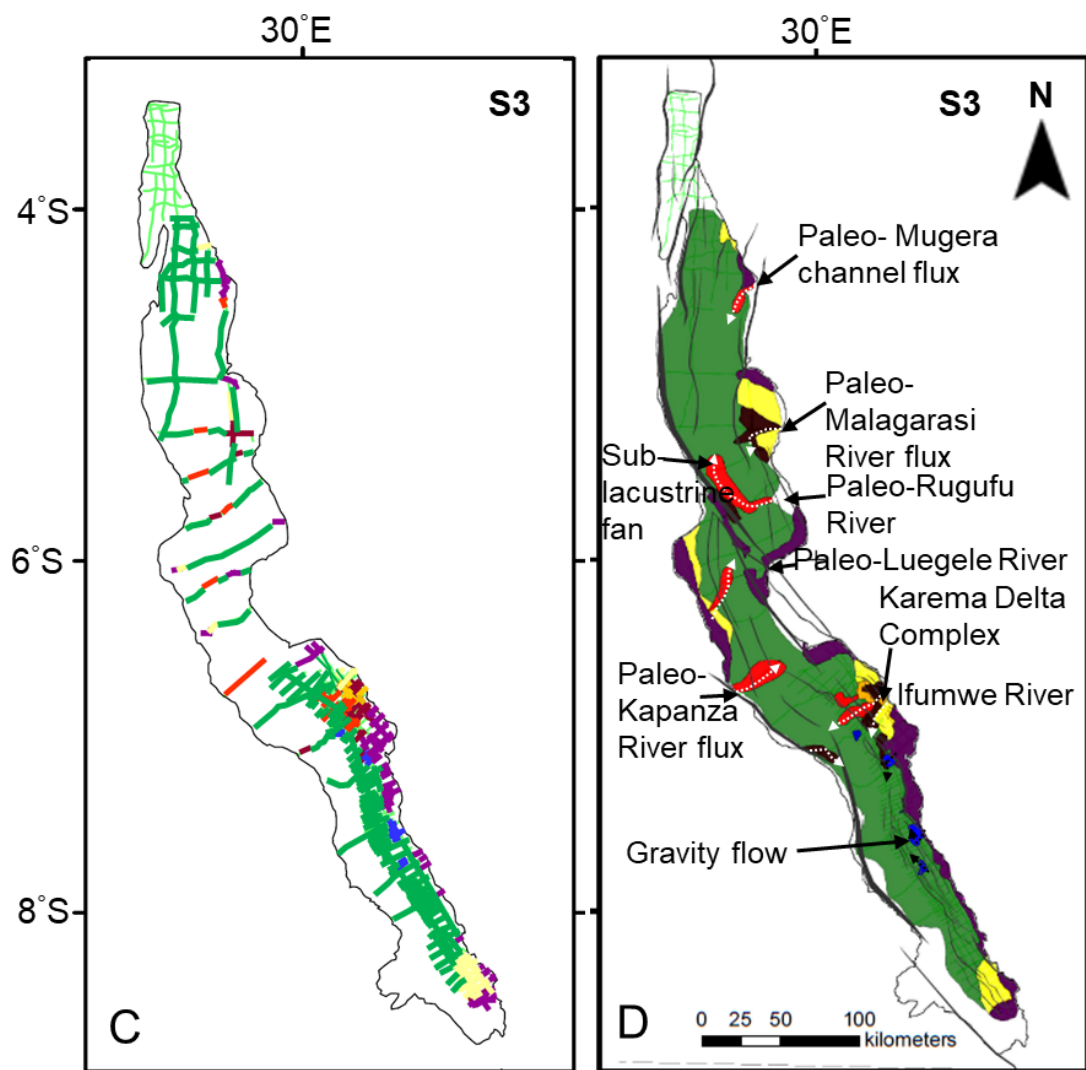 30°E
30°E
S3
S3
N
4°S
Paleo- Mugera
channel flux
Paleo-
Malagarasi
River flux
Sub-
lacustrine
fan
Paleo-Rugufu
River
6°S
Paleo-Luegele River
Karema Delta
Complex
Ifumwe River
Paleo-
Kapanza
River flux
Gravity flow
8°S
C
D
0 25 50 100
kilometers